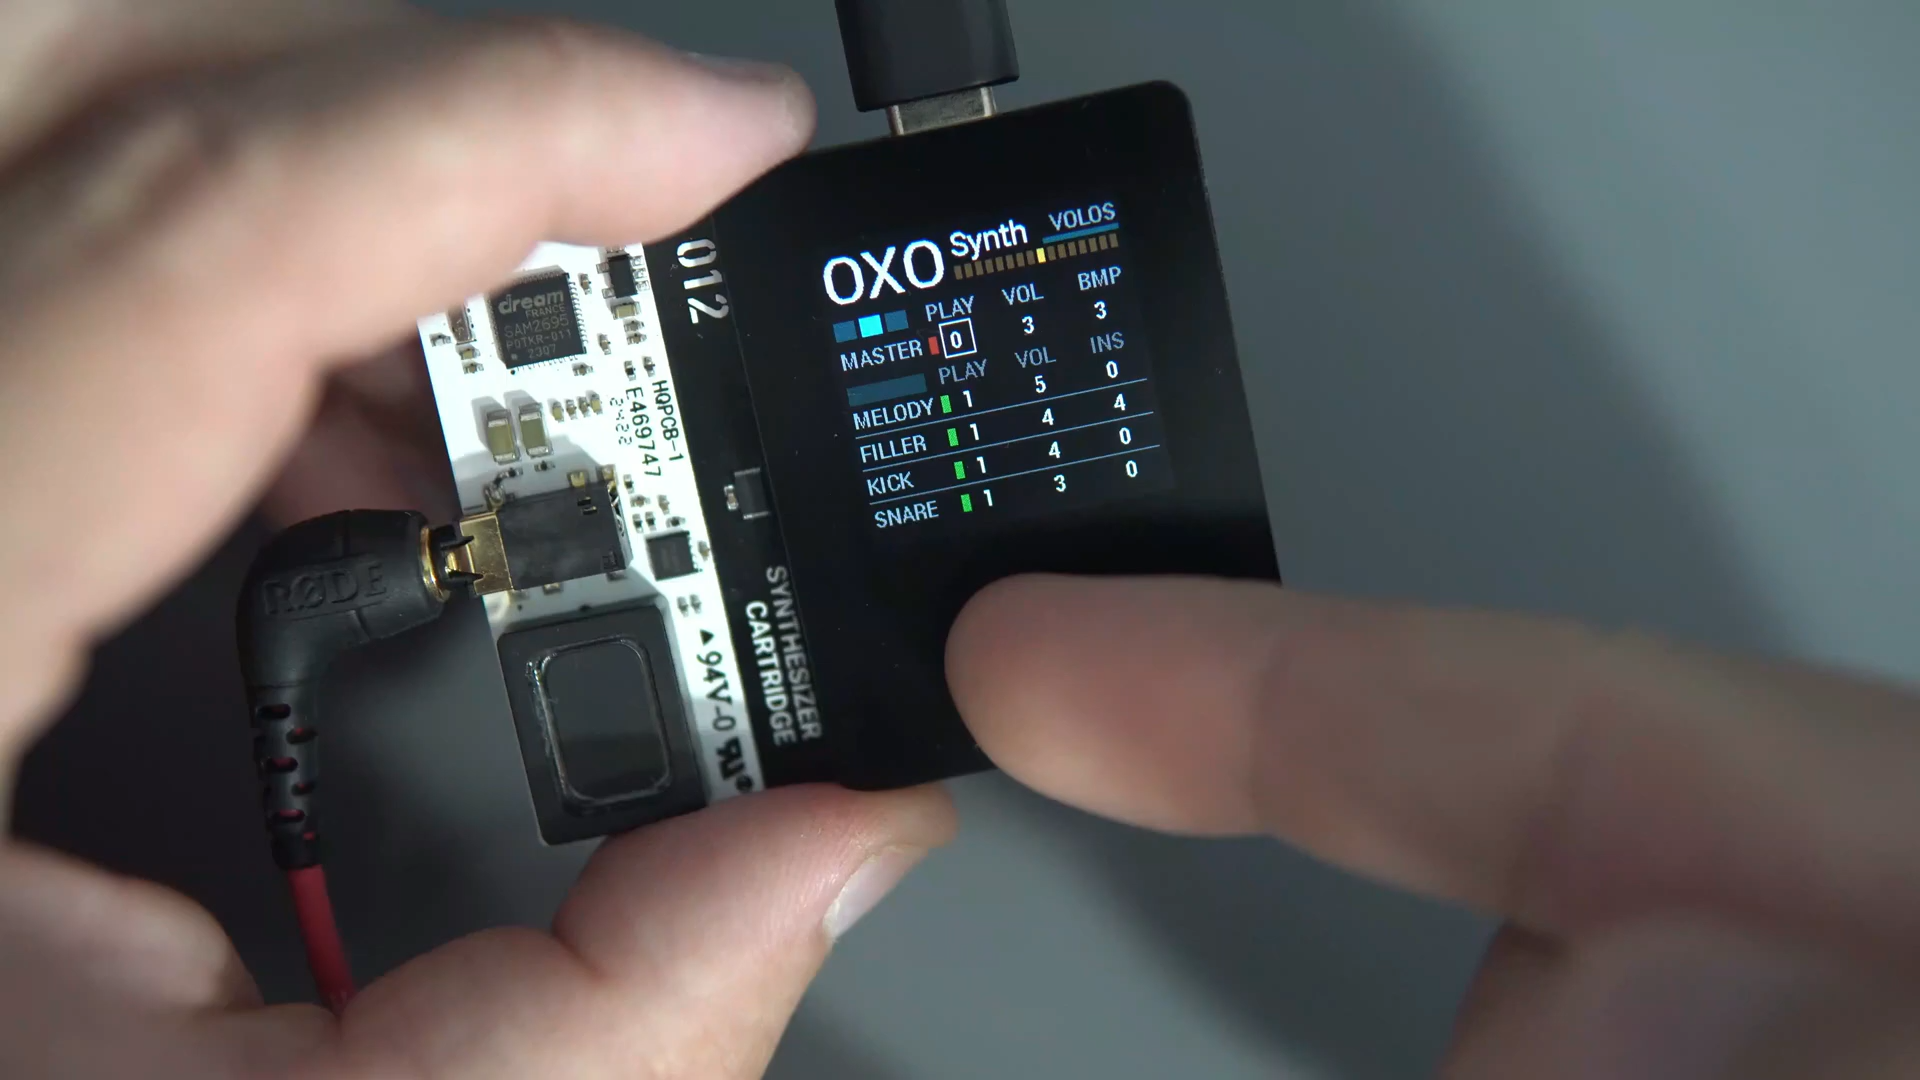 dream
FRANCE
SAM2695
2307
HQPCB-1
E469747
2422
94V-0
012
SYNTHESIZER
CARTRIDGE
RØDE
OXO Synth VOLOS
PLAY VOL BMP
MASTER 0 3 3
PLAY VOL INS
MELODY 1 5 0
FILLER 1 4 4
KICK 1 4 0
SNARE 1 3 0